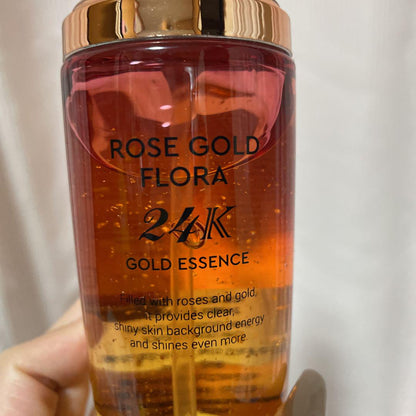 ROSE GOLD
FLORA
24K
GOLD ESSENCE
Filled with roses and gold,
it provides clear,
shiny skin background energy
and shines even more.